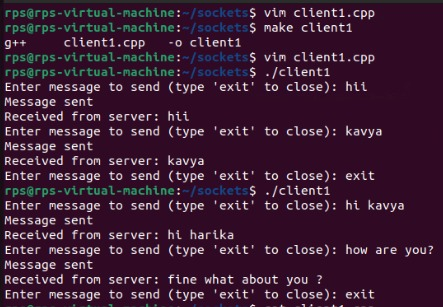 rps@rps-virtual-machine:~/sockets$ vim client1.cpp
rps@rps-virtual-machine:~/sockets$ make client1
g++ client1.cpp -o client1
rps@rps-virtual-machine:~/sockets$ vim client1.cpp
rps@rps-virtual-machine:~/sockets$ ./client1
Enter message to send (type 'exit' to close): hii
Message sent
Received from server: hii
Enter message to send (type 'exit' to close): kavya
Message sent
Received from server: kavya
Enter message to send (type 'exit' to close): exit
rps@rps-virtual-machine:~/sockets$ ./client1
Enter message to send (type 'exit' to close): hi kavya
Message sent
Received from server: hi harika
Enter message to send (type 'exit' to close): how are you?
Message sent
Received from server: fine what about you ?
Enter message to send (type 'exit' to close): exit